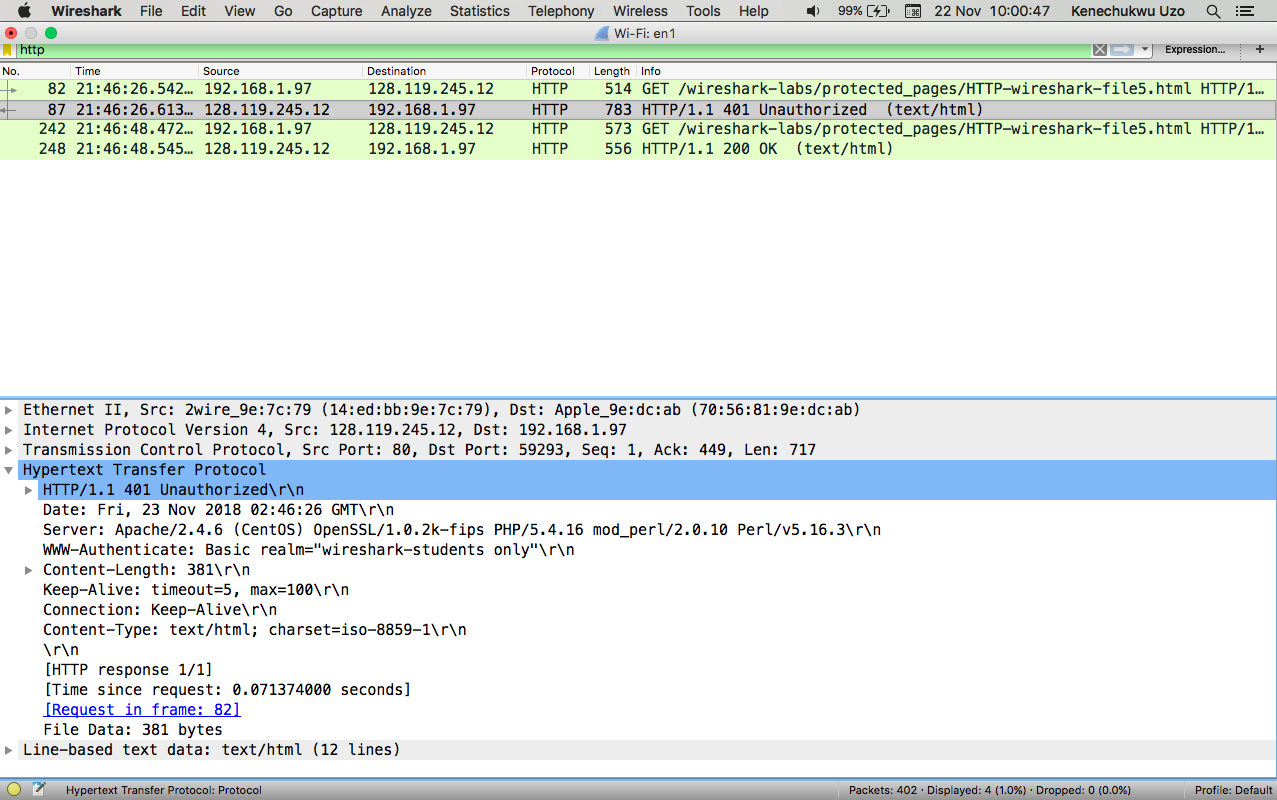 Wireshark File Edit View Go Capture Analyze Statistics Telephony Wireless Tools Help 99% 22 Nov 10:00:47 Kenechukwu Uzo
Wi-Fi: en1
http Expression... +
No. Time Source Destination Protocol Length Info
82 21:46:26.542… 192.168.1.97 128.119.245.12 HTTP 514 GET /wireshark-labs/protected_pages/HTTP-wireshark-file5.html HTTP/1…
87 21:46:26.613… 128.119.245.12 192.168.1.97 HTTP 783 HTTP/1.1 401 Unauthorized (text/html)
242 21:46:48.472… 192.168.1.97 128.119.245.12 HTTP 573 GET /wireshark-labs/protected_pages/HTTP-wireshark-file5.html HTTP/1…
248 21:46:48.545… 128.119.245.12 192.168.1.97 HTTP 556 HTTP/1.1 200 OK (text/html)
Ethernet II, Src: 2wire_9e:7c:79 (14:ed:bb:9e:7c:79), Dst: Apple_9e:dc:ab (70:56:81:9e:dc:ab)
Internet Protocol Version 4, Src: 128.119.245.12, Dst: 192.168.1.97
Transmission Control Protocol, Src Port: 80, Dst Port: 59293, Seq: 1, Ack: 449, Len: 717
Hypertext Transfer Protocol
HTTP/1.1 401 Unauthorized\r\n
Date: Fri, 23 Nov 2018 02:46:26 GMT\r\n
Server: Apache/2.4.6 (CentOS) OpenSSL/1.0.2k-fips PHP/5.4.16 mod_perl/2.0.10 Perl/v5.16.3\r\n
WWW-Authenticate: Basic realm="wireshark-students only"\r\n
Content-Length: 381\r\n
Keep-Alive: timeout=5, max=100\r\n
Connection: Keep-Alive\r\n
Content-Type: text/html; charset=iso-8859-1\r\n
\r\n
[HTTP response 1/1]
[Time since request: 0.071374000 seconds]
[Request in frame: 82]
File Data: 381 bytes
Line-based text data: text/html (12 lines)
Hypertext Transfer Protocol: Protocol Packets: 402 · Displayed: 4 (1.0%) · Dropped: 0 (0.0%) Profile: Default